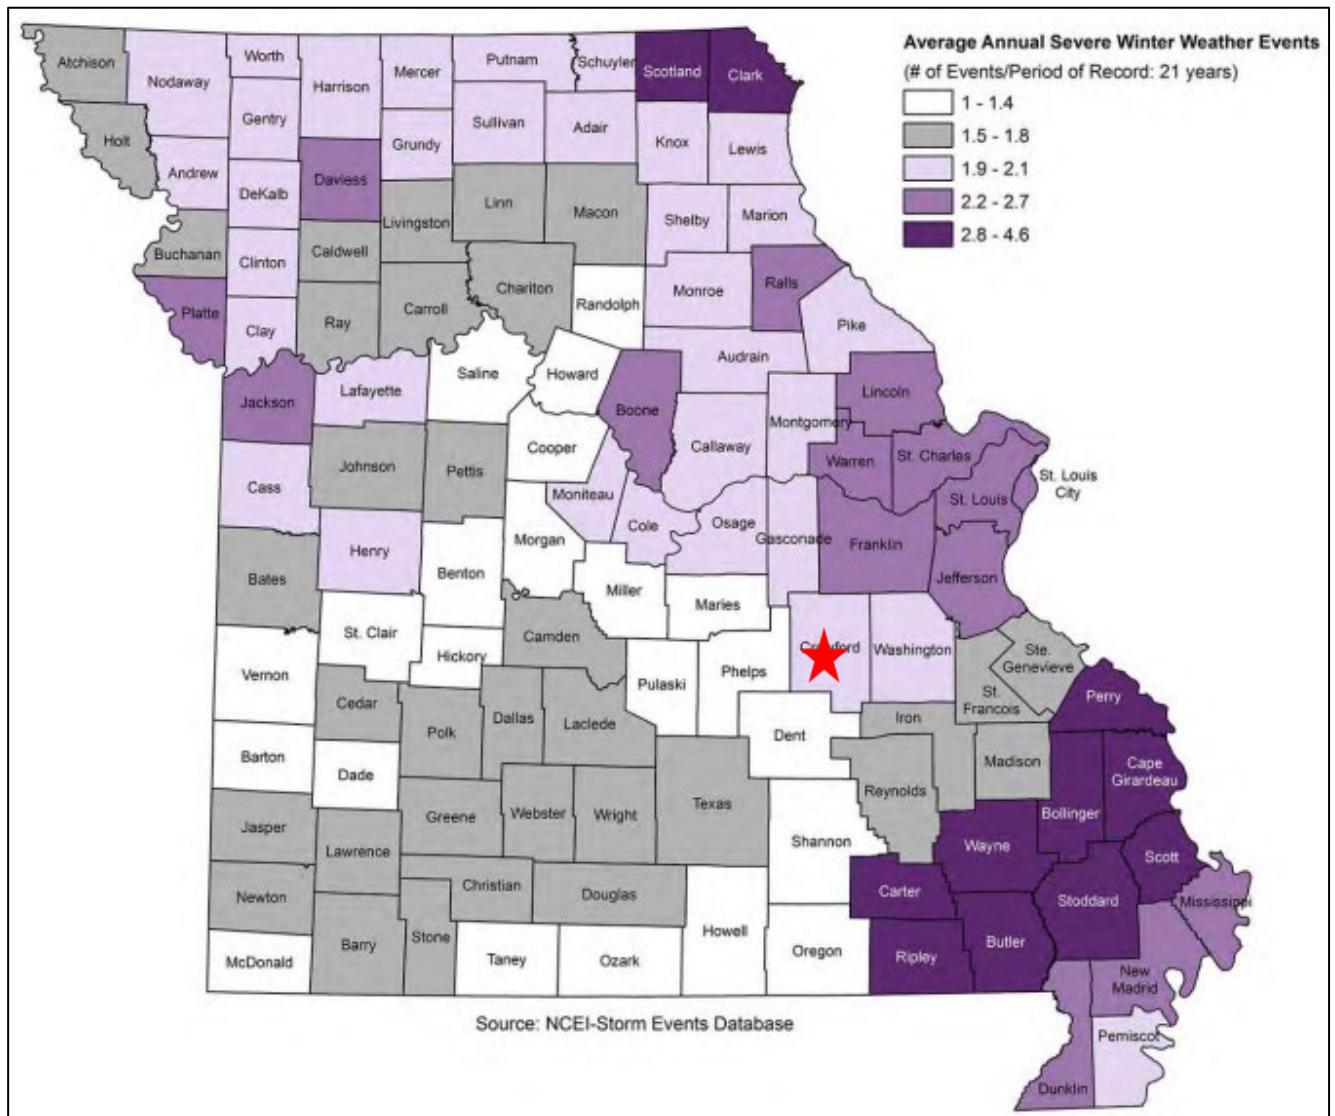 Average Annual Severe Winter Weather Events
(# of Events/Period of Record: 21 years)
1 - 1.4
1.5 - 1.8
1.9 - 2.1
2.2 - 2.7
2.8 - 4.6
Atchison
Nodaway
Worth
Harrison
Mercer
Putnam
Schuyler
Scotland
Clark
Gentry
Sullivan
Adair
Holt
Andrew
DeKalb
Daviess
Grundy
Knox
Lewis
Livingston
Linn
Macon
Shelby
Marion
Buchanan
Clinton
Caldwell
Chariton
Randolph
Monroe
Ralls
Platte
Clay
Ray
Carroll
Pike
Audrain
Saline
Howard
Lafayette
Jackson
Boone
Lincoln
Montgomery
Cooper
Callaway
Johnson
Pettis
Warren
St. Charles
St. Louis
City
Cass
Moniteau
St. Louis
Cole
Osage
Gasconade
Franklin
Morgan
Henry
Bates
Benton
Jefferson
Miller
Maries
St. Clair
Camden
Crawford
Washington
Ste.
Genevieve
Hickory
Vernon
Pulaski
Phelps
St.
Francois
Perry
Cedar
Polk
Dallas
Laclede
Iron
Dent
Barton
Dade
Madison
Cape
Girardeau
Reynolds
Jasper
Greene
Webster
Wright
Texas
Bollinger
Lawrence
Shannon
Wayne
Scott
Newton
Christian
Douglas
Carter
Stoddard
Mississippi
Barry
Stone
Howell
McDonald
Taney
Ozark
Oregon
Ripley
Butler
New
Madrid
Source: NCEI-Storm Events Database
Pemiscot
Dunklin